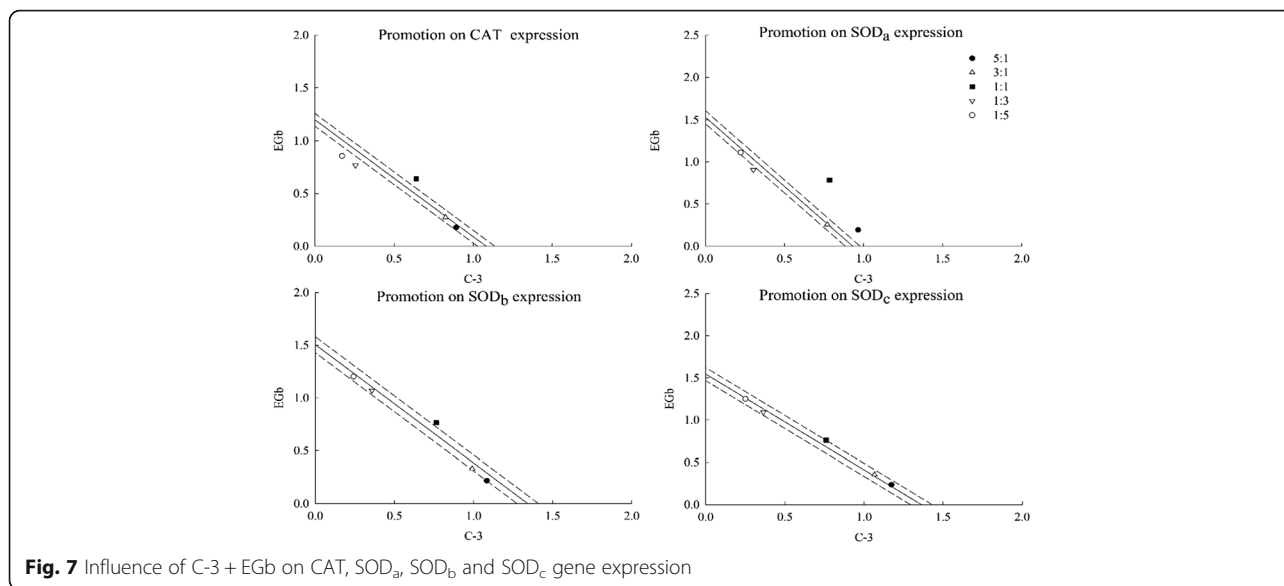 Promotion on CAT expression
2.0
1.5
1.0
0.5
0.0
EGb
0.0 0.5 1.0 1.5 2.0
C-3
Promotion on SODa expression
2.5
2.0
1.5
1.0
0.5
0.0
EGb
5:1
3:1
1:1
1:3
1:5
0.0 0.5 1.0 1.5 2.0
C-3
Promotion on SODb expression
2.0
1.5
1.0
0.5
0.0
EGb
0.0 0.5 1.0 1.5 2.0
C-3
Promotion on SODc expression
2.5
2.0
1.5
1.0
0.5
0.0
EGb
0.0 0.5 1.0 1.5 2.0
C-3
Fig. 7 Influence of C-3 + EGb on CAT, SODa, SODb and SODc gene expression